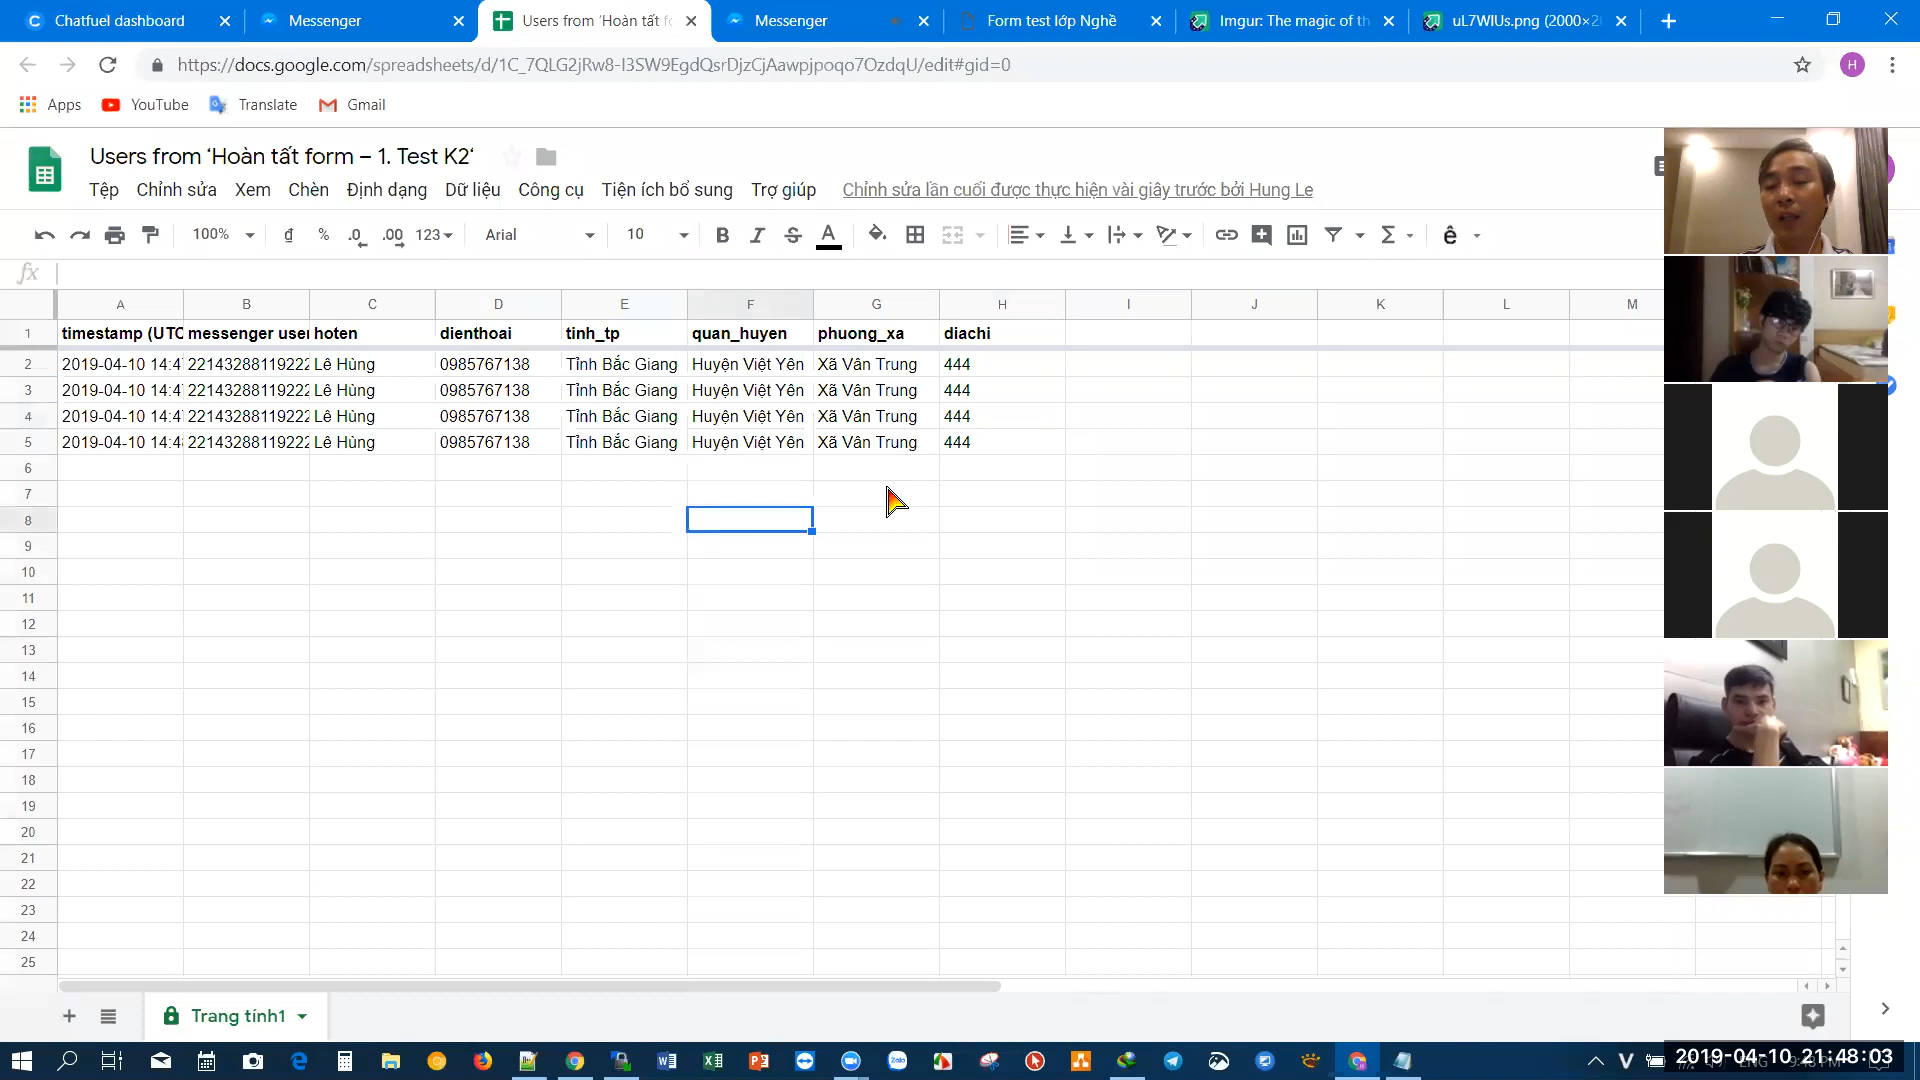 Chatfuel dashboard
Messenger
Users from ‘Hoàn tất fo
Messenger
Form test lớp Nghề
Imgur: The magic of th
uL7WIUs.png (2000×2
https://docs.google.com/spreadsheets/d/1C_7QLG2jRw8-I3SW9EgdQsrDjzCjAawpjpoqo7OzdqU/edit#gid=0
H
Apps
YouTube
Translate
Gmail
Users from ‘Hoàn tất form – 1. Test K2‘
Tệp Chỉnh sửa Xem Chèn Định dạng Dữ liệu Công cụ Tiện ích bổ sung Trợ giúp Chỉnh sửa lần cuối được thực hiện vài giây trước bởi Hung Le
100% ₫ % .0 .00 123 Arial 10 B I S A Σ ê
fx
A B C D E F G H I J K L M
1 timestamp (UTC messenger user hoten dienthoai tinh_tp quan_huyen phuong_xa diachi
2 2019-04-10 14:4 22143288119222 Lê Hùng 0985767138 Tỉnh Bắc Giang Huyện Việt Yên Xã Vân Trung 444
3 2019-04-10 14:4 22143288119222 Lê Hùng 0985767138 Tỉnh Bắc Giang Huyện Việt Yên Xã Vân Trung 444
4 2019-04-10 14:4 22143288119222 Lê Hùng 0985767138 Tỉnh Bắc Giang Huyện Việt Yên Xã Vân Trung 444
5 2019-04-10 14:4 22143288119222 Lê Hùng 0985767138 Tỉnh Bắc Giang Huyện Việt Yên Xã Vân Trung 444
6
7
8
9
10
11
12
13
14
15
16
17
18
19
20
21
22
23
24
25
Trang tính1
2019-04-10 21:48:03